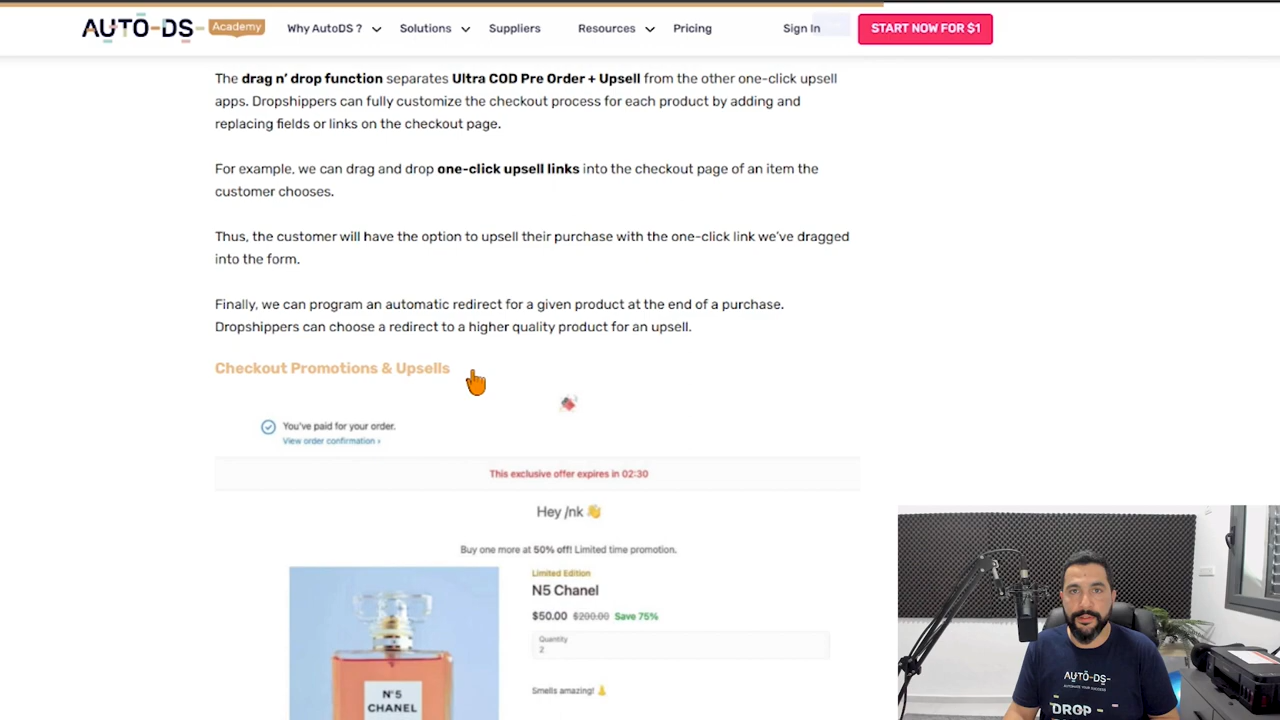 AUTO-DS- Academy Why AutoDS ? Solutions Suppliers Resources Pricing Sign In START NOW FOR $1
The drag n’ drop function separates Ultra COD Pre Order + Upsell from the other one-click upsell
apps. Dropshippers can fully customize the checkout process for each product by adding and
replacing fields or links on the checkout page.
For example, we can drag and drop one-click upsell links into the checkout page of an item the
customer chooses.
Thus, the customer will have the option to upsell their purchase with the one-click link we’ve dragged
into the form.
Finally, we can program an automatic redirect for a given product at the end of a purchase.
Dropshippers can choose a redirect to a higher quality product for an upsell.
Checkout Promotions & Upsells
You've paid for your order.
View order confirmation ›
This exclusive offer expires in 02:30
Hey /nk 👋
Buy one more at 50% off! Limited time promotion.
Limited Edition
N5 Chanel
$50.00 $200.00 Save 75%
Quantity
2
Smells amazing! 👃
N°5
CHANEL
AUTO-DS-
AUTOMATE YOUR SUCCESS
DROP